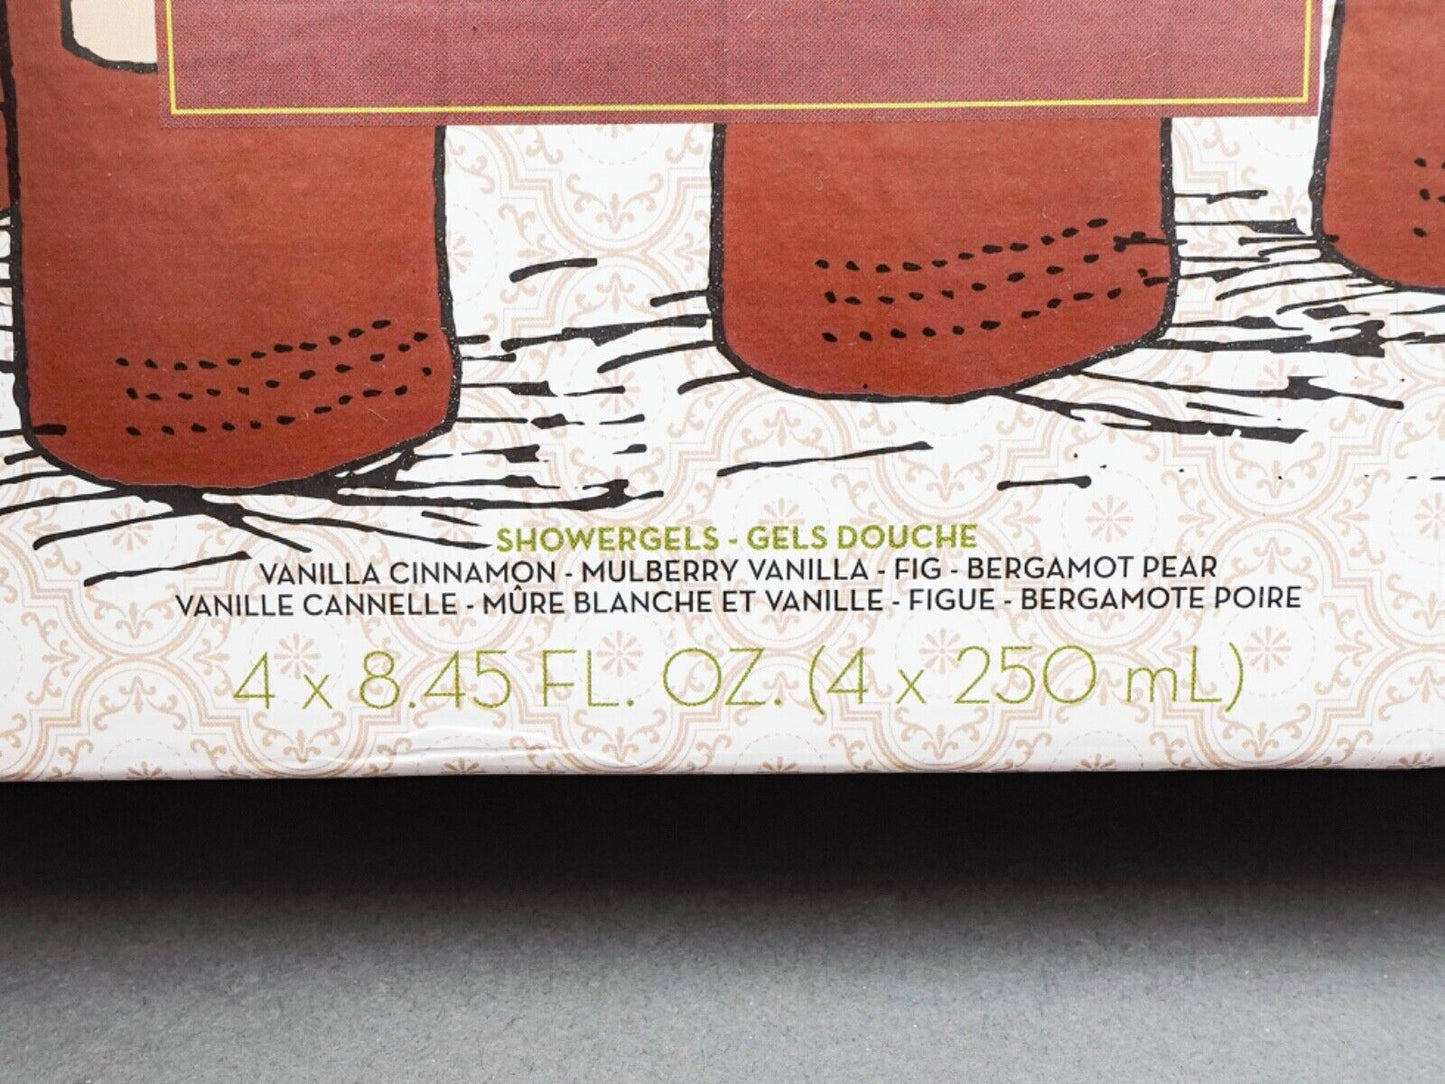 SHOWERGELS - GELS DOUCHE
VANILLA CINNAMON - MULBERRY VANILLA - FIG - BERGAMOT PEAR
VANILLE CANNELLE - MÛRE BLANCHE ET VANILLE - FIGUE - BERGAMOTE POIRE
4 x 8.45 FL. OZ. (4 x 250 mL)